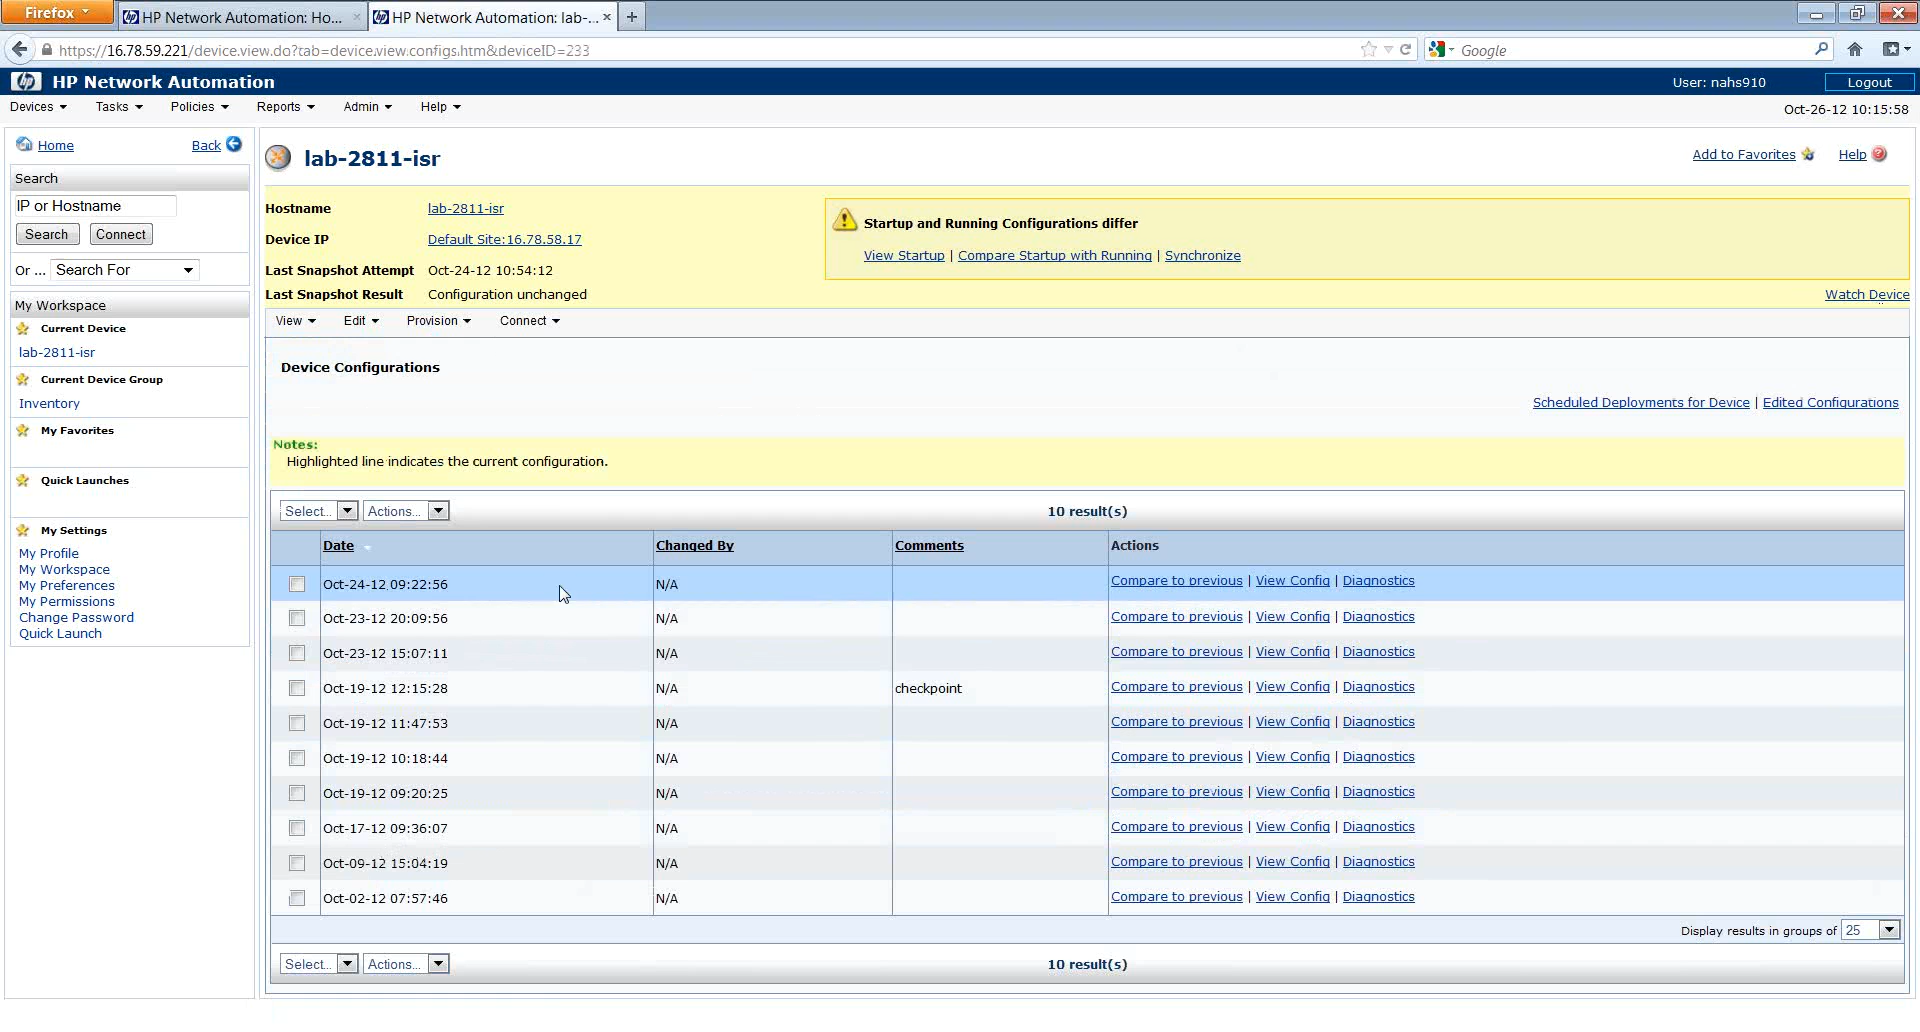 Firefox
HP Network Automation: Ho...
HP Network Automation: lab-...
https://16.78.59.221/device.view.do?tab=device.view.configs.htm&deviceID=233
Google
hp HP Network Automation
User: nahs910
Logout
Devices Tasks Policies Reports Admin Help
Oct-26-12 10:15:58
Home
Back
Search
IP or Hostname
Search
Connect
Or ... Search For
My Workspace
Current Device
lab-2811-isr
Current Device Group
Inventory
My Favorites
Quick Launches
My Settings
My Profile
My Workspace
My Preferences
My Permissions
Change Password
Quick Launch
lab-2811-isr
Add to Favorites
Help
Hostname lab-2811-isr
Device IP Default Site:16.78.58.17
Last Snapshot Attempt Oct-24-12 10:54:12
Last Snapshot Result Configuration unchanged
Startup and Running Configurations differ
View Startup | Compare Startup with Running | Synchronize
Watch Device
View Edit Provision Connect
Device Configurations
Scheduled Deployments for Device | Edited Configurations
Notes:
Highlighted line indicates the current configuration.
Select... Actions... 10 result(s)
Date Changed By Comments Actions
Oct-24-12 09:22:56 N/A Compare to previous | View Config | Diagnostics
Oct-23-12 20:09:56 N/A Compare to previous | View Config | Diagnostics
Oct-23-12 15:07:11 N/A Compare to previous | View Config | Diagnostics
Oct-19-12 12:15:28 N/A checkpoint Compare to previous | View Config | Diagnostics
Oct-19-12 11:47:53 N/A Compare to previous | View Config | Diagnostics
Oct-19-12 10:18:44 N/A Compare to previous | View Config | Diagnostics
Oct-19-12 09:20:25 N/A Compare to previous | View Config | Diagnostics
Oct-17-12 09:36:07 N/A Compare to previous | View Config | Diagnostics
Oct-09-12 15:04:19 N/A Compare to previous | View Config | Diagnostics
Oct-02-12 07:57:46 N/A Compare to previous | View Config | Diagnostics
Display results in groups of 25
Select... Actions... 10 result(s)